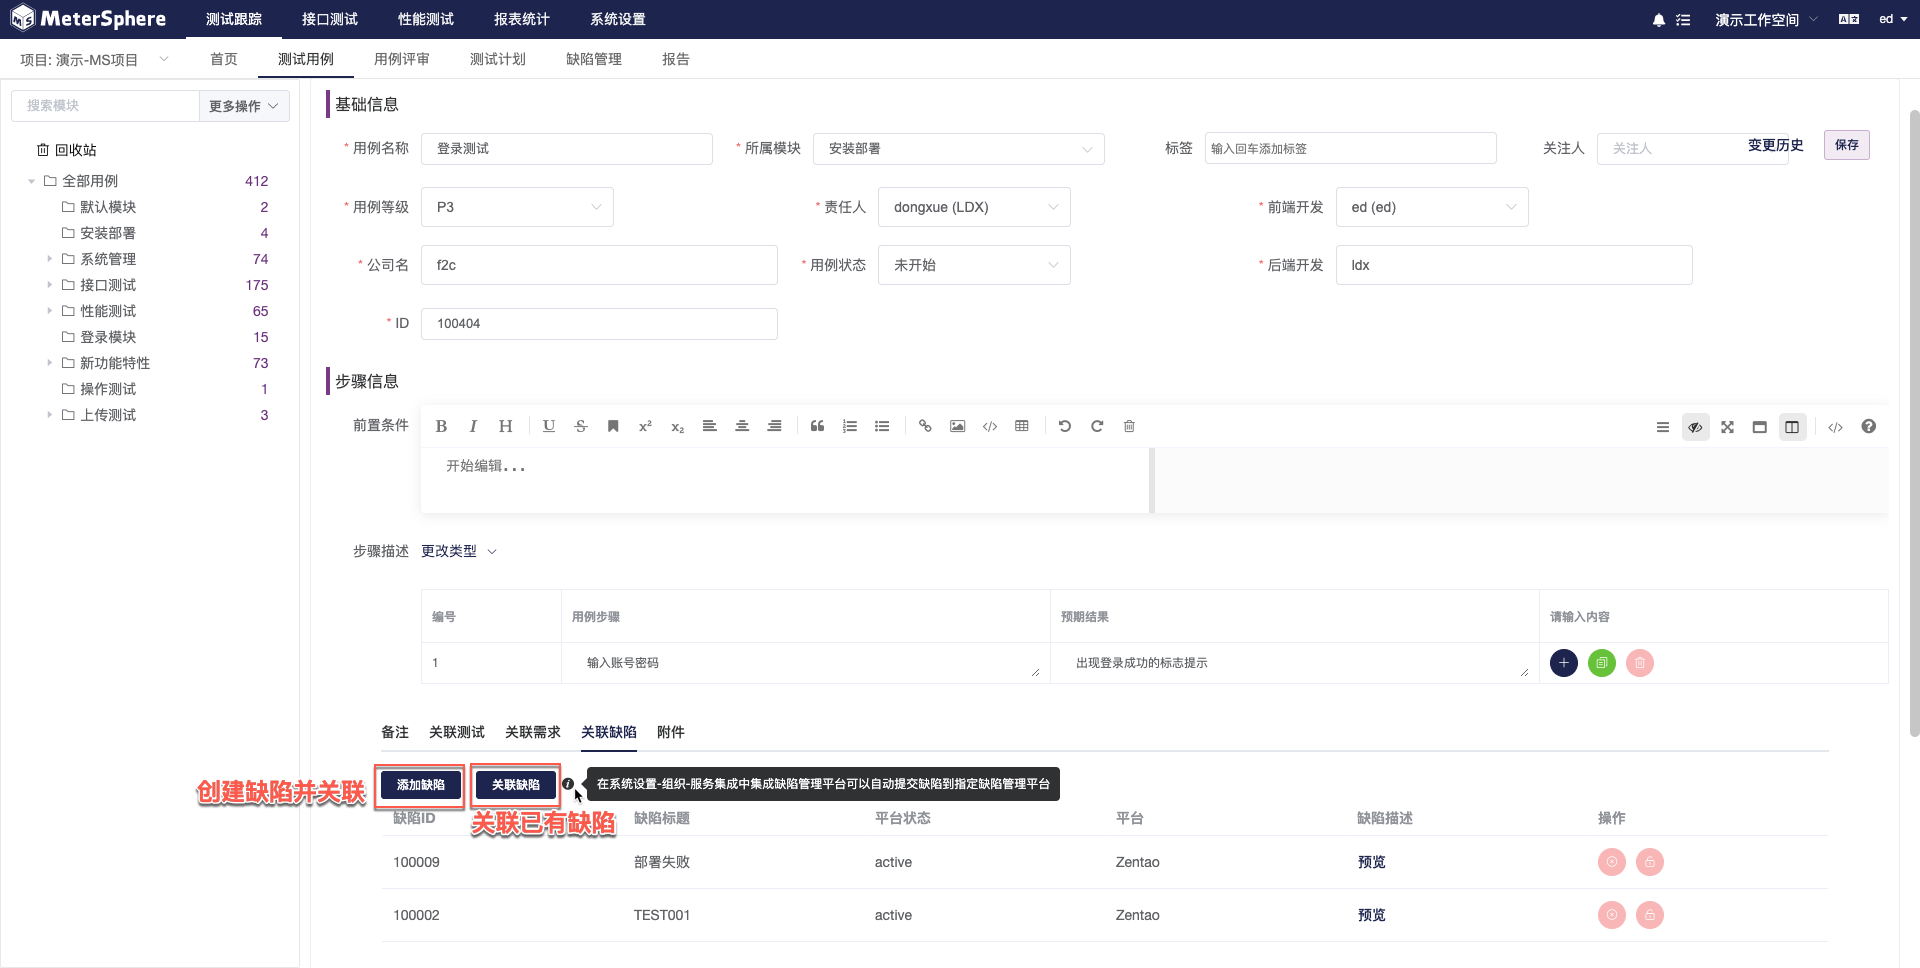 MeterSphere 测试跟踪 接口测试 性能测试 报表统计 系统设置 演示工作空间 ed
项目: 演示-MS项目 首页 测试用例 用例评审 测试计划 缺陷管理 报告
搜索模块 更多操作
回收站
全部用例 412
默认模块 2
安装部署 4
系统管理 74
接口测试 175
性能测试 65
登录模块 15
新功能特性 73
操作测试 1
上传测试 3
基础信息
* 用例名称 登录测试 * 所属模块 安装部署 标签 输入回车添加标签 关注人 关注人 变更历史 保存
* 用例等级 P3 * 责任人 dongxue (LDX) * 前端开发 ed (ed)
* 公司名 f2c * 用例状态 未开始 * 后端开发 ldx
* ID 100404
步骤信息
前置条件
开始编辑...
步骤描述 更改类型
编号 用例步骤 预期结果 请输入内容
1 输入账号密码 出现登录成功的标志提示
备注 关联测试 关联需求 关联缺陷 附件
创建缺陷并关联 添加缺陷 关联缺陷 在系统设置-组织-服务集成中集成缺陷管理平台可以自动提交缺陷到指定缺陷管理平台
关联已有缺陷
缺陷ID 缺陷标题 平台状态 平台 缺陷描述 操作
100009 部署失败 active Zentao 预览
100002 TEST001 active Zentao 预览